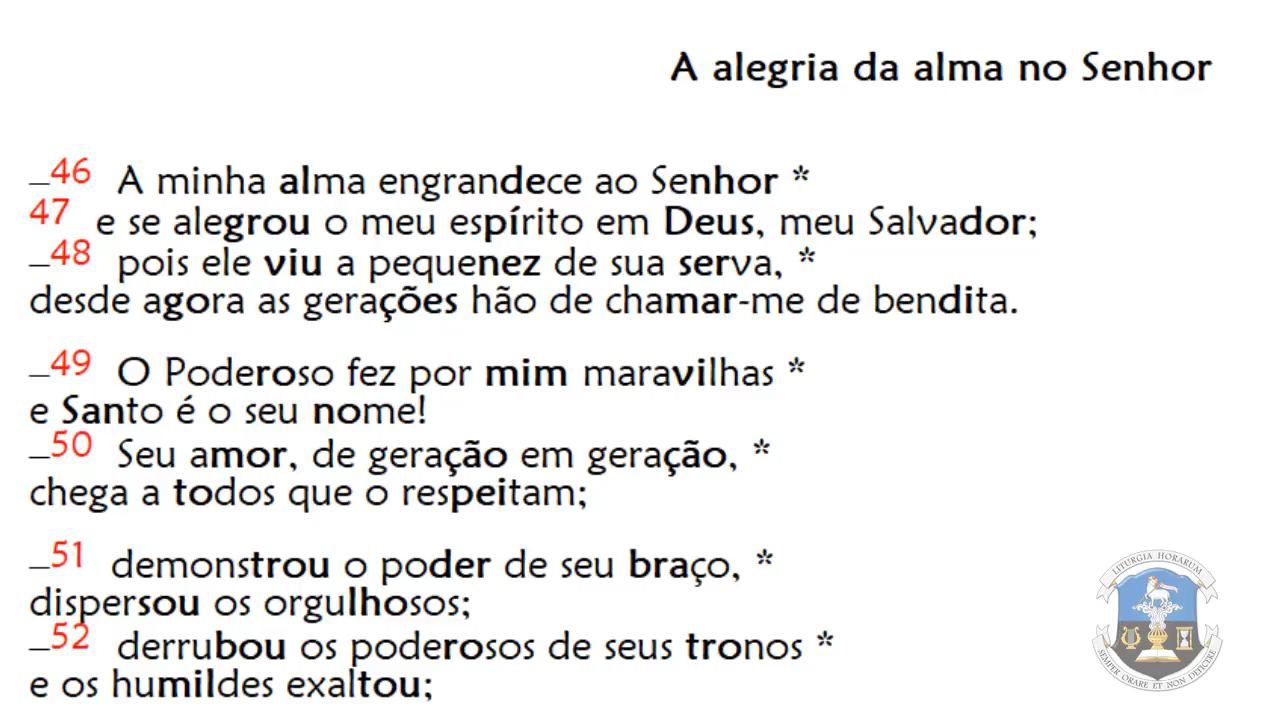 A alegria da alma no Senhor
–46 A minha alma engrandece ao Senhor *
47 e se alegrou o meu espírito em Deus, meu Salvador;
–48 pois ele viu a pequenez de sua serva, *
desde agora as gerações hão de chamar-me de bendita.
–49 O Poderoso fez por mim maravilhas *
e Santo é o seu nome!
–50 Seu amor, de geração em geração, *
chega a todos que o respeitam;
–51 demonstrou o poder de seu braço, *
dispersou os orgulhosos;
–52 derrubou os poderosos de seus tronos *
e os humildes exaltou;
LITURGIA HORARUM
SEMPER ORARE ET NON DEFICERE